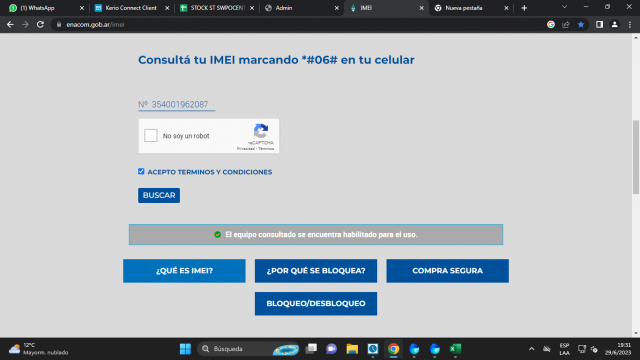 (1) WhatsApp
Kerio Connect Client
STOCK ST SWPOCENT
Admin
IMEI
Nueva pestaña
enacom.gob.ar/imei
Consultá tu IMEI marcando *#06# en tu celular
Nº 354001962087
No soy un robot
reCAPTCHA
Privacidad - Términos
ACEPTO TERMINOS Y CONDICIONES
BUSCAR
El equipo consultado se encuentra habilitado para el uso.
¿QUÉ ES IMEI?
¿POR QUÉ SE BLOQUEA?
COMPRA SEGURA
BLOQUEO/DESBLOQUEO
12°C
Mayorm. nublado
Búsqueda
ESP
LAA
19:31
29/6/2023